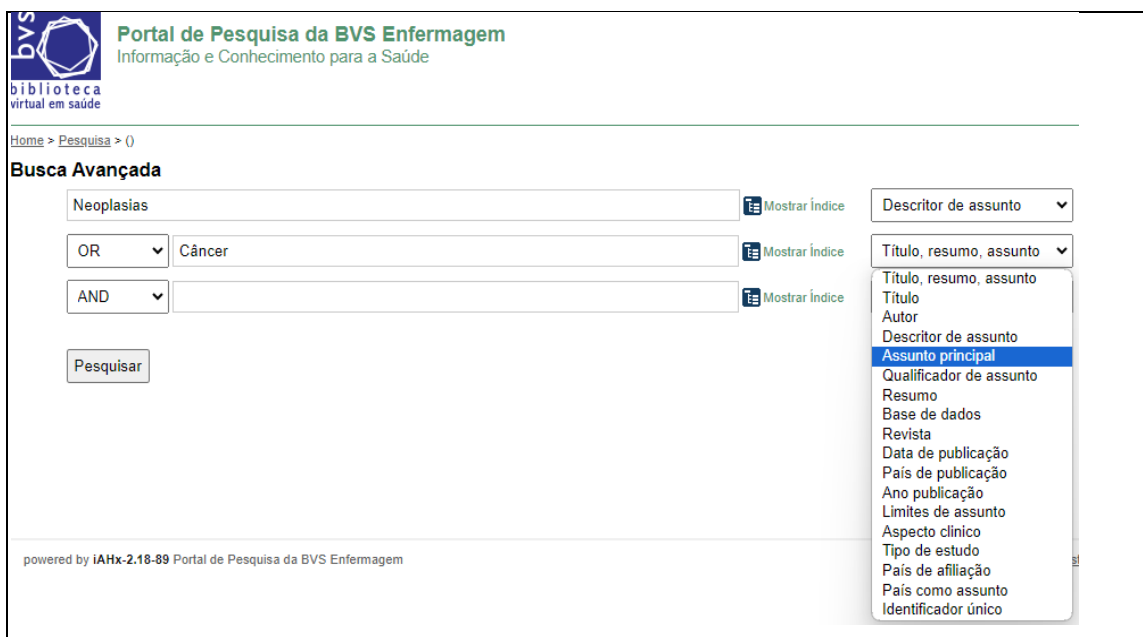 bvs
biblioteca
virtual em saúde
Portal de Pesquisa da BVS Enfermagem
Informação e Conhecimento para a Saúde
Home > Pesquisa > ()
Busca Avançada
Neoplasias Mostrar Índice Descritor de assunto
OR Câncer Mostrar Índice Título, resumo, assunto
AND Mostrar Índice
Título, resumo, assunto
Título
Autor
Descritor de assunto
Assunto principal
Qualificador de assunto
Resumo
Base de dados
Revista
Data de publicação
País de publicação
Ano publicação
Limites de assunto
Aspecto clinico
Tipo de estudo
País de afiliação
País como assunto
Identificador único
Pesquisar
powered by iAHx-2.18-89 Portal de Pesquisa da BVS Enfermagem